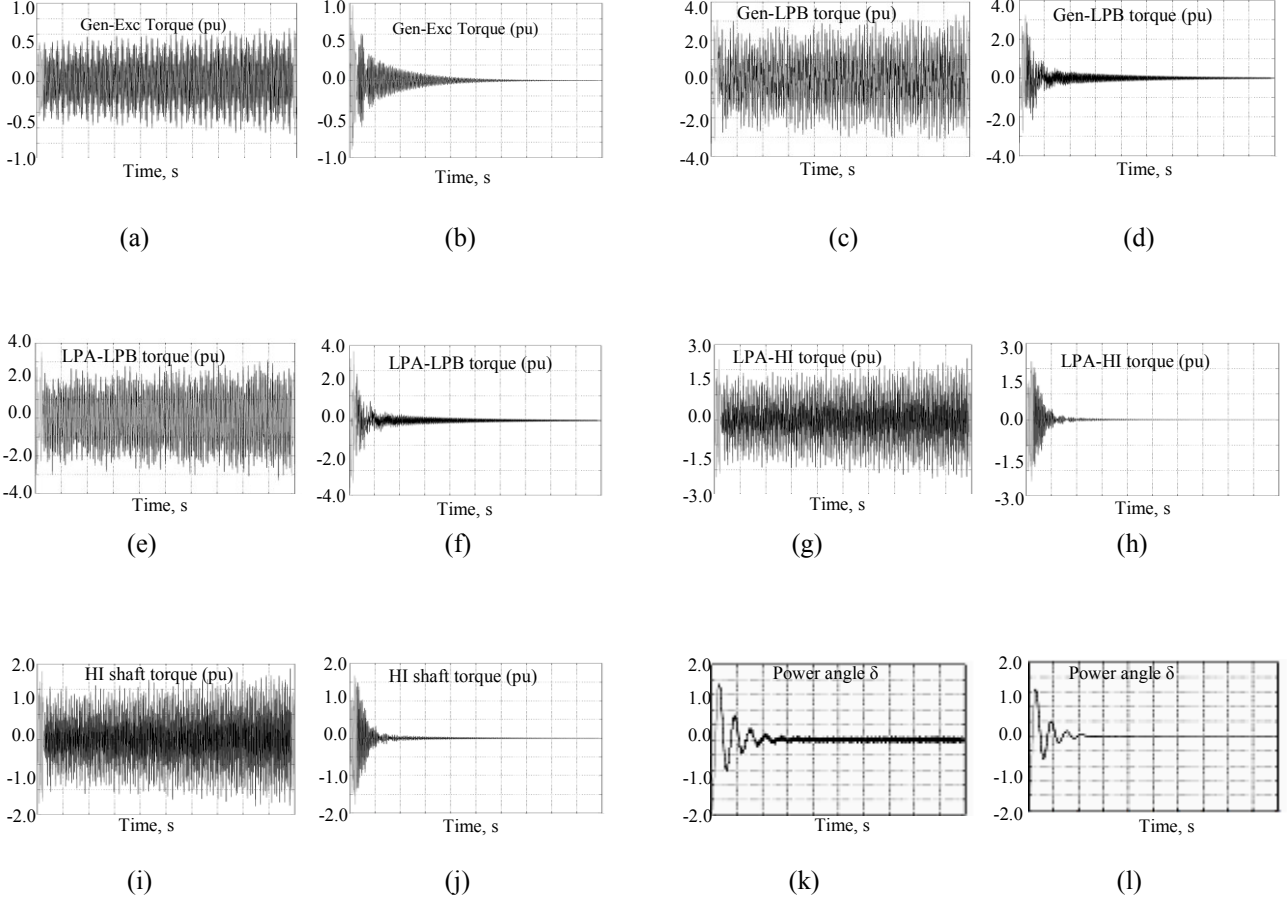 Gen-Exc Torque (pu)
1.0
0.5
0.0
-0.5
-1.0
Time, s
(a)
Gen-Exc Torque (pu)
1.0
0.5
0.0
-0.5
-1.0
Time, s
(b)
Gen-LPB torque (pu)
4.0
2.0
0.0
-2.0
-4.0
Time, s
(c)
Gen-LPB torque (pu)
4.0
2.0
0.0
-2.0
-4.0
Time, s
(d)
LPA-LPB torque (pu)
4.0
2.0
0.0
-2.0
-4.0
Time, s
(e)
LPA-LPB torque (pu)
4.0
2.0
0.0
-2.0
-4.0
Time, s
(f)
LPA-HI torque (pu)
3.0
1.5
0.0
-1.5
-3.0
Time, s
(g)
LPA-HI torque (pu)
3.0
1.5
0.0
-1.5
-3.0
Time, s
(h)
HI shaft torque (pu)
2.0
1.0
0.0
-1.0
-2.0
Time, s
(i)
HI shaft torque (pu)
2.0
1.0
0.0
-1.0
-2.0
Time, s
(j)
Power angle δ
2.0
1.0
0.0
-1.0
-2.0
Time, s
(k)
Power angle δ
2.0
1.0
0.0
-1.0
-2.0
Time, s
(l)